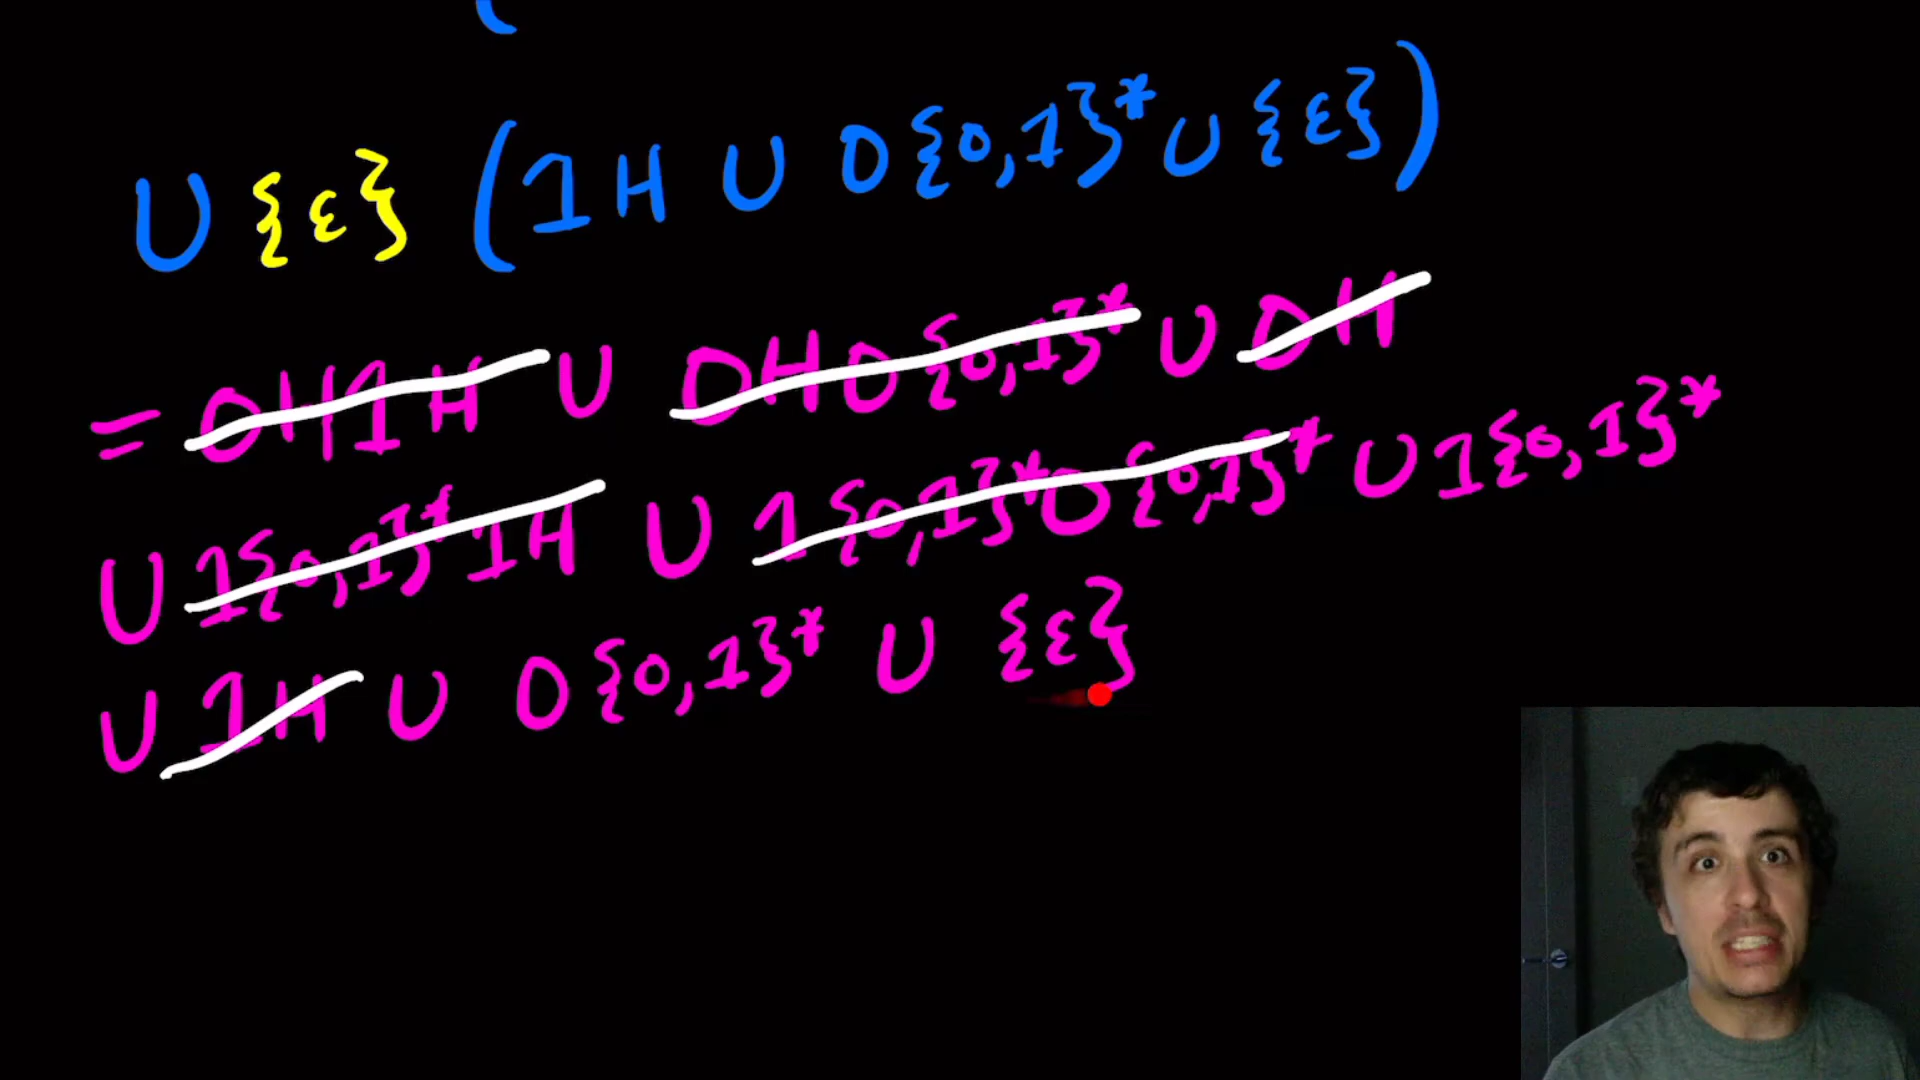 (
∪ {ε} (1H ∪ 0{0,1}* ∪ {ε})
= 0H1H ∪ 0H0{0,1}* ∪ 0H
∪ 1{0,1}*1H ∪ 1{0,1}*0{0,1}* ∪ 1{0,1}*
∪ 1H ∪ 0{0,1}* ∪ {ε}